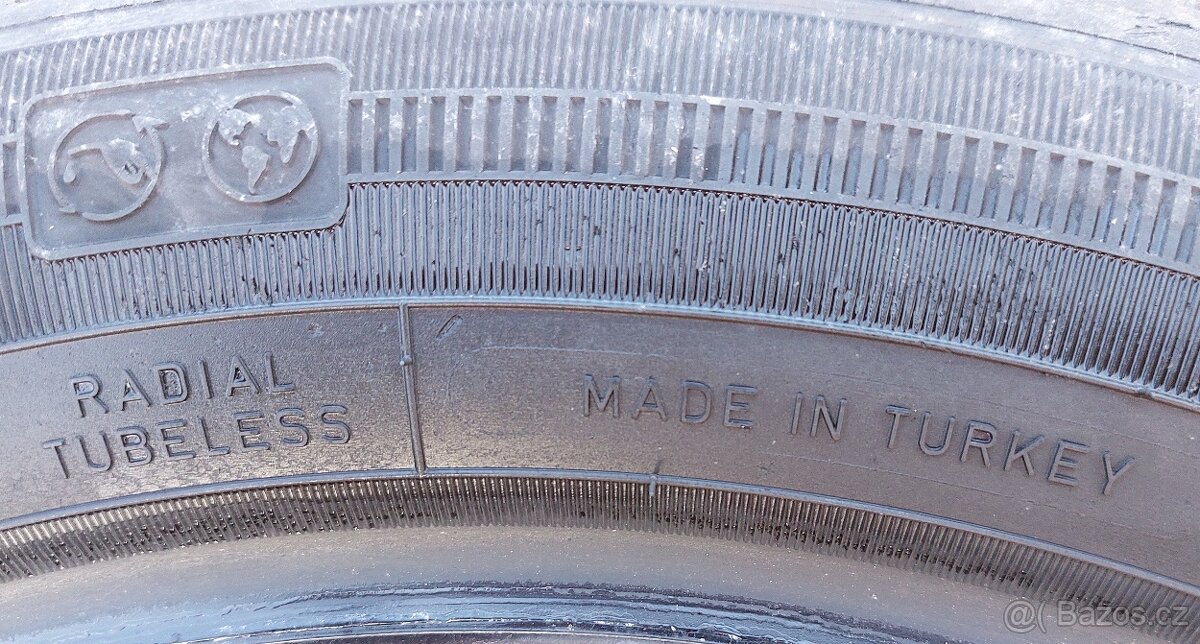 RADIAL
TUBELESS
MADE IN TURKEY
@( Bazos.cz